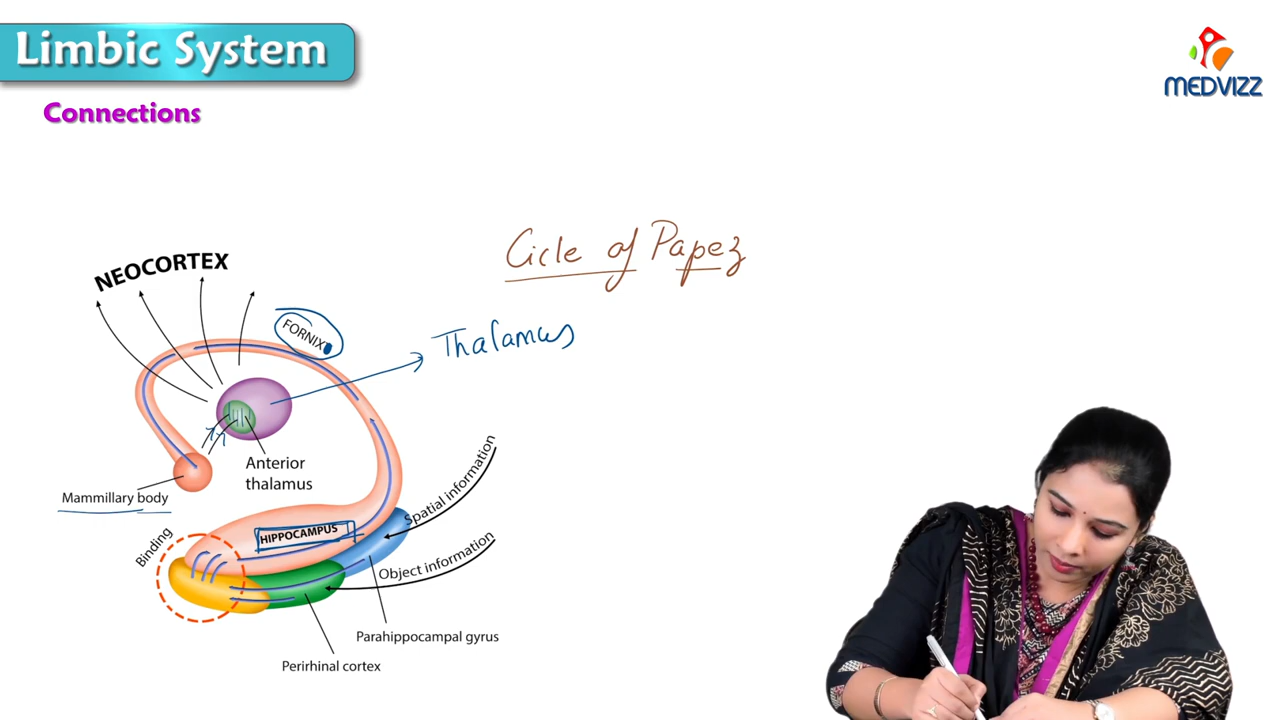 Limbic System
MEDVIZZ
Connections
Cicle of Papez
NEOCORTEX
FORNIX
Thalamus
Anterior
thalamus
Mammillary body
Spatial information
HIPPOCAMPUS
Binding
Object information
Parahippocampal gyrus
Perirhinal cortex